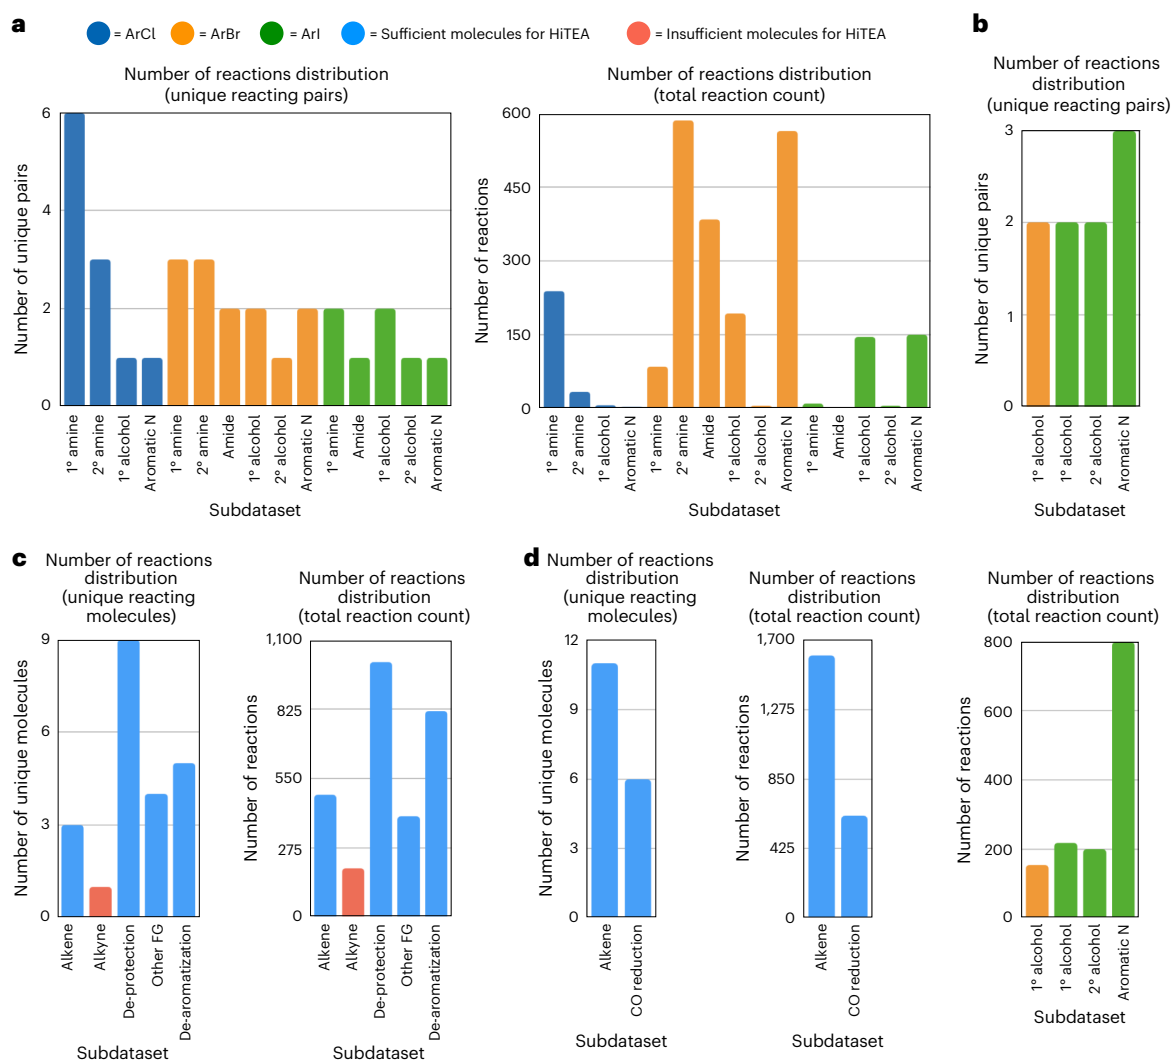 a
= ArCl
= ArBr
= ArI
= Sufficient molecules for HiTEA
= Insufficient molecules for HiTEA
Number of reactions distribution
(unique reacting pairs)
Number of unique pairs
6
4
2
0
1° amine
2° amine
1° alcohol
Aromatic N
1° amine
2° amine
Amide
1° alcohol
2° alcohol
Aromatic N
1° amine
Amide
1° alcohol
2° alcohol
Aromatic N
Subdataset
Number of reactions distribution
(total reaction count)
Number of reactions
600
450
300
150
0
1° amine
2° amine
1° alcohol
Aromatic N
1° amine
2° amine
Amide
1° alcohol
2° alcohol
Aromatic N
1° amine
Amide
1° alcohol
2° alcohol
Aromatic N
Subdataset
b
Number of reactions
distribution
(unique reacting pairs)
Number of unique pairs
3
2
1
0
1° alcohol
1° alcohol
2° alcohol
Aromatic N
Subdataset
c
Number of reactions
distribution
(unique reacting
molecules)
Number of unique molecules
9
6
3
0
Alkene
Alkyne
De-protection
Other FG
De-aromatization
Subdataset
Number of reactions
distribution
(total reaction count)
Number of reactions
1,100
825
550
275
0
Alkene
Alkyne
De-protection
Other FG
De-aromatization
Subdataset
d
Number of reactions
distribution
(unique reacting
molecules)
Number of unique molecules
12
9
6
3
0
Alkene
CO reduction
Subdataset
Number of reactions
distribution
(total reaction count)
Number of reactions
1,700
1,275
850
425
0
Alkene
CO reduction
Subdataset
Number of reactions
distribution
(total reaction count)
Number of reactions
800
600
400
200
0
1° alcohol
1° alcohol
2° alcohol
Aromatic N
Subdataset